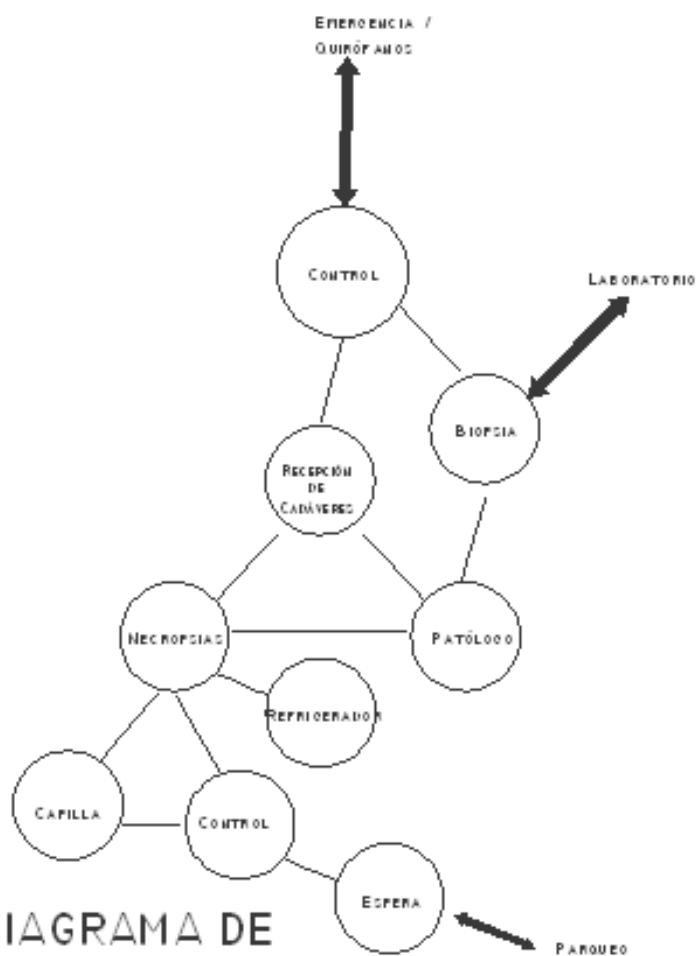 EMERGENCIA /
QUIRÓFANOS
CONTROL
LABORATORIO
BIOPSIA
RECEPCIÓN
DE
CADÁVERES
NECROPSIAS
PATÓLOGO
REFRIGERADOR
CAPILLA
CONTROL
ESPERA
IAGRAMA DE
PARQUEO